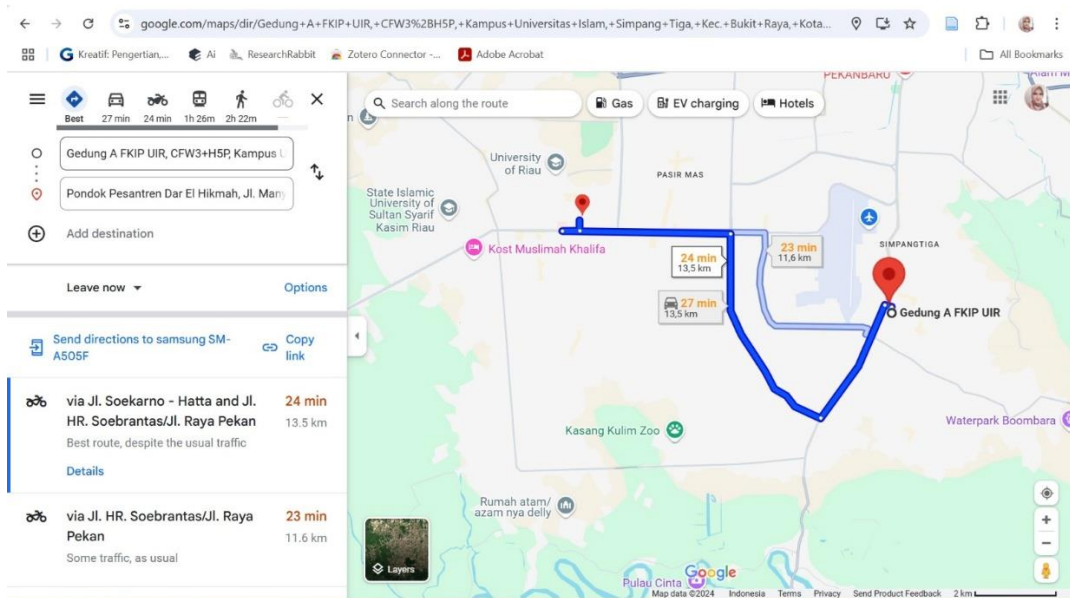 google.com/maps/dir/Gedung+A+FKIP+UIR,+CFW3%2BH5P,+Kampus+Universitas+Islam,+Simpang+Tiga,+Kec.+Bukit+Raya,+Kota...
Kreatif: Pengertian,...
Ai
ResearchRabbit
Zotero Connector -...
Adobe Acrobat
All Bookmarks
Best
27 min
24 min
1h 26m
2h 22m
Gedung A FKIP UIR, CFW3+H5P, Kampus
Pondok Pesantren Dar El Hikmah, Jl. Many
Add destination
Leave now
Options
Send directions to samsung SM-
A505F
Copy
link
via Jl. Soekarno - Hatta and Jl.
HR. Soebrantas/Jl. Raya Pekan
24 min
13.5 km
Best route, despite the usual traffic
Details
via Jl. HR. Soebrantas/Jl. Raya
Pekan
23 min
11.6 km
Some traffic, as usual
Search along the route
Gas
EV charging
Hotels
PEKANBARU
University
of Riau
PASIR MAS
State Islamic
University of
Sultan Syarif
Kasim Riau
Kost Muslimah Khalifa
24 min
13,5 km
23 min
11,6 km
27 min
13,5 km
SIMPANGTIGA
Gedung A FKIP UIR
Kasang Kulim Zoo
Waterpark Boombara
Rumah atam/
azam nya delly
Pulau Cinta
Layers
Google
Map data ©2024
Indonesia
Terms
Privacy
Send Product Feedback
2 km